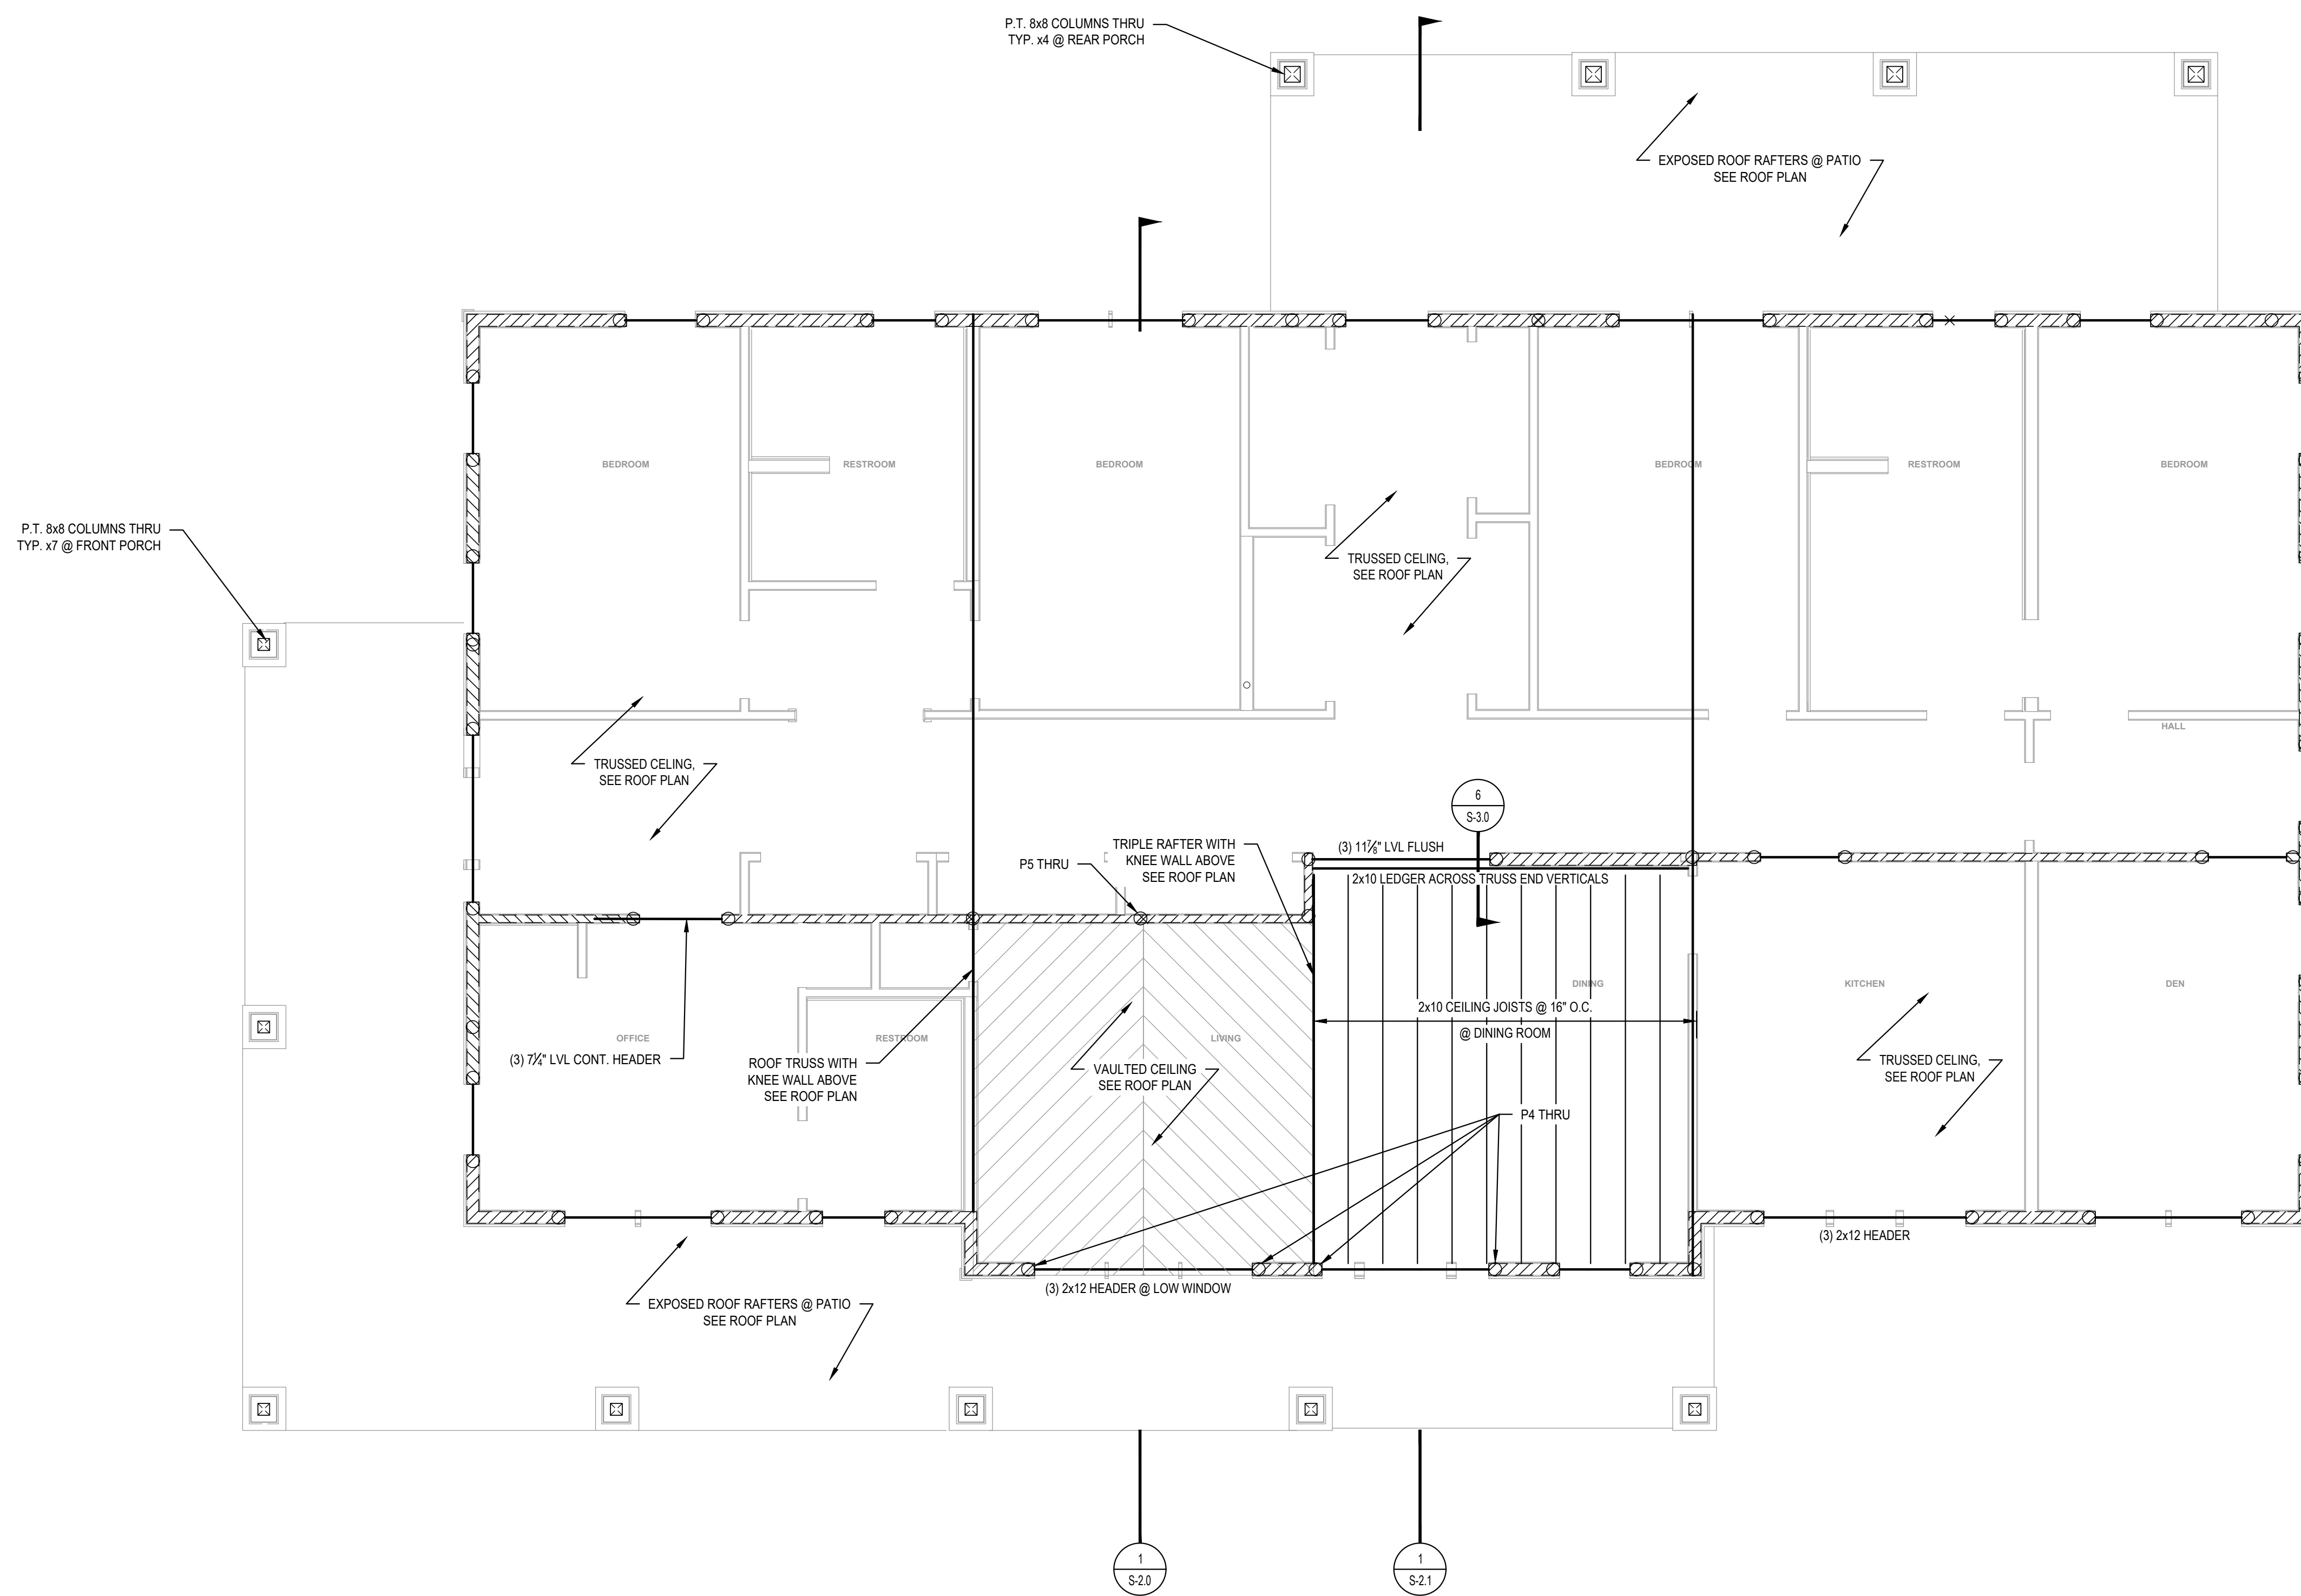 P.T. 8x8 COLUMNS THRU
TYP. x4 @ REAR PORCH
EXPOSED ROOF RAFTERS @ PATIO
SEE ROOF PLAN
BEDROOM
RESTROOM
BEDROOM
BEDROOM
RESTROOM
BEDROOM
P.T. 8x8 COLUMNS THRU
TYP. x7 @ FRONT PORCH
TRUSSED CELING,
SEE ROOF PLAN
HALL
TRUSSED CELING,
SEE ROOF PLAN
6
S-3.0
TRIPLE RAFTER WITH
KNEE WALL ABOVE
SEE ROOF PLAN
(3) 11⅞" LVL FLUSH
P5 THRU
2x10 LEDGER ACROSS TRUSS END VERTICALS
DINING
KITCHEN
DEN
2x10 CEILING JOISTS @ 16" O.C.
@ DINING ROOM
OFFICE
RESTROOM
LIVING
(3) 7¼" LVL CONT. HEADER
ROOF TRUSS WITH
KNEE WALL ABOVE
SEE ROOF PLAN
VAULTED CEILING
SEE ROOF PLAN
TRUSSED CELING,
SEE ROOF PLAN
P4 THRU
(3) 2x12 HEADER
(3) 2x12 HEADER @ LOW WINDOW
EXPOSED ROOF RAFTERS @ PATIO
SEE ROOF PLAN
1
S-2.0
1
S-2.1